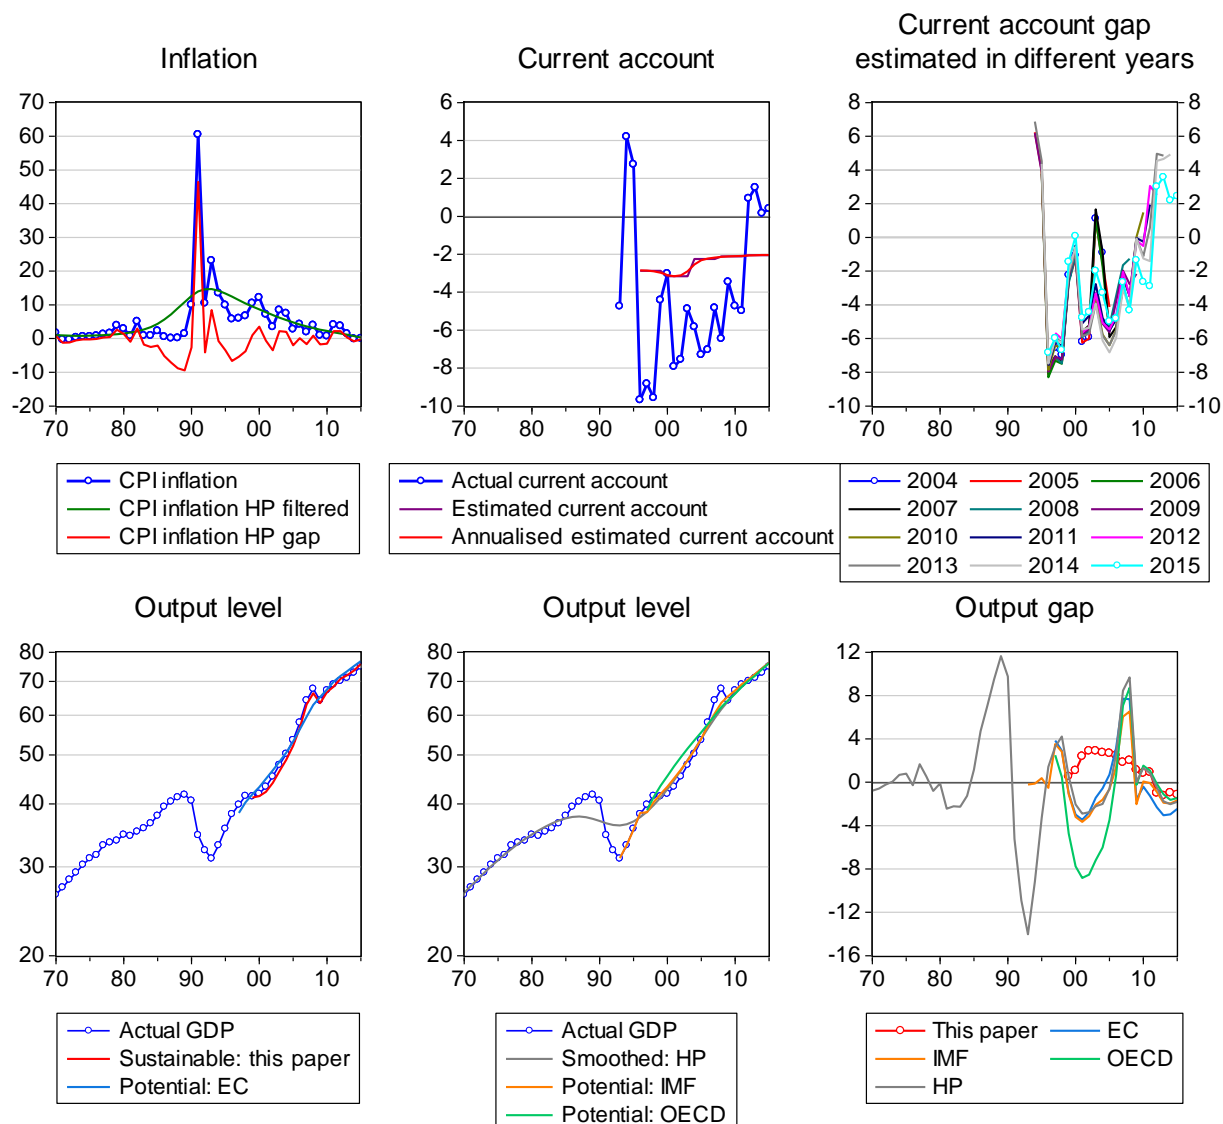 Inflation
70
60
50
40
30
20
10
0
-10
-20
70 80 90 00 10
CPI inflation
CPI inflation HP filtered
CPI inflation HP gap
Current account
6
4
2
0
-2
-4
-6
-8
-10
70 80 90 00 10
Actual current account
Estimated current account
Annualised estimated current account
Current account gap
estimated in different years
8 8
6 6
4 4
2 2
0 0
-2 -2
-4 -4
-6 -6
-8 -8
-10 -10
70 80 90 00 10
2004 2005 2006
2007 2008 2009
2010 2011 2012
2013 2014 2015
Output level
80
70
60
50
40
30
20
70 80 90 00 10
Actual GDP
Sustainable: this paper
Potential: EC
Output level
80
70
60
50
40
30
20
70 80 90 00 10
Actual GDP
Smoothed: HP
Potential: IMF
Potential: OECD
Output gap
12
8
4
0
-4
-8
-12
-16
70 80 90 00 10
This paper EC
IMF OECD
HP